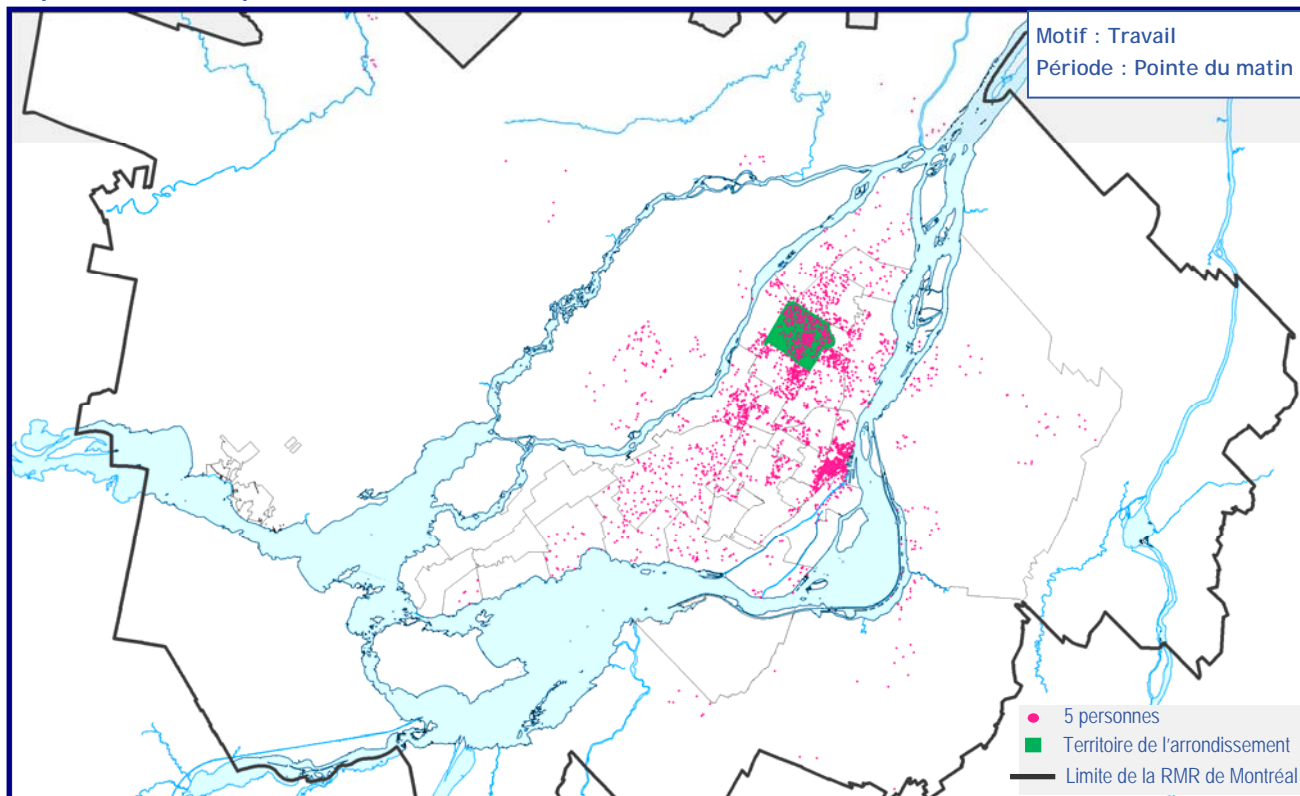 Motif : Travail
Période : Pointe du matin
5 personnes
Territoire de l'arrondissement
Limite de la RMR de Montréal